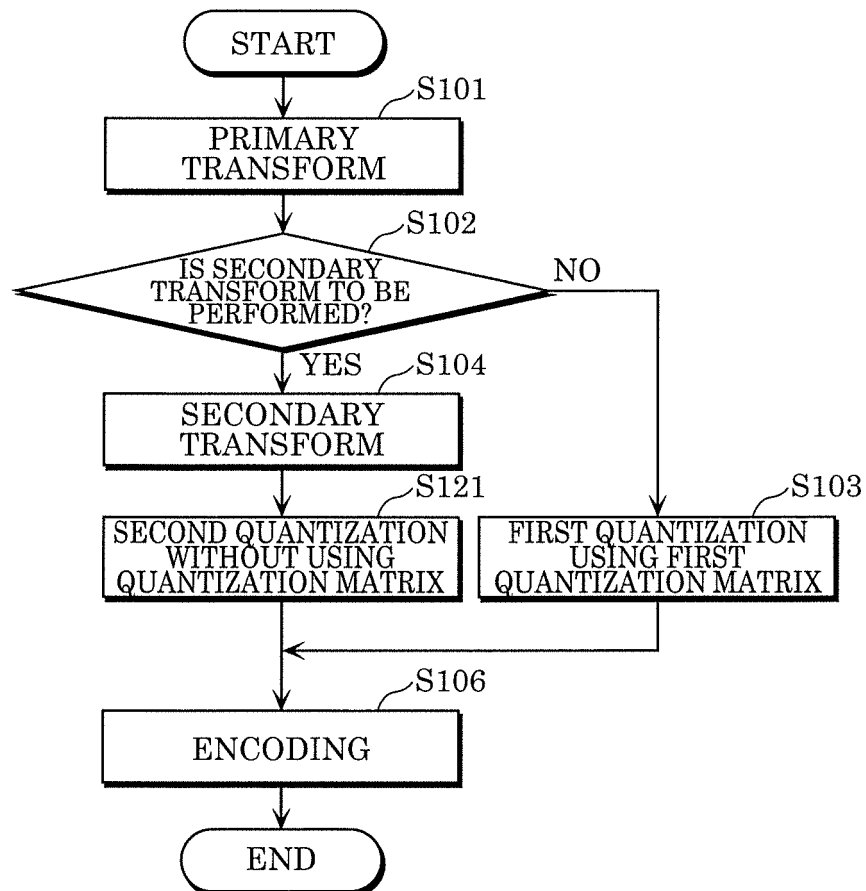 START
S101
PRIMARY
TRANSFORM
S102
IS SECONDARY
TRANSFORM TO BE
PERFORMED?
NO
YES
S104
SECONDARY
TRANSFORM
S121
SECOND QUANTIZATION
WITHOUT USING
QUANTIZATION MATRIX
S103
FIRST QUANTIZATION
USING FIRST
QUANTIZATION MATRIX
S106
ENCODING
END